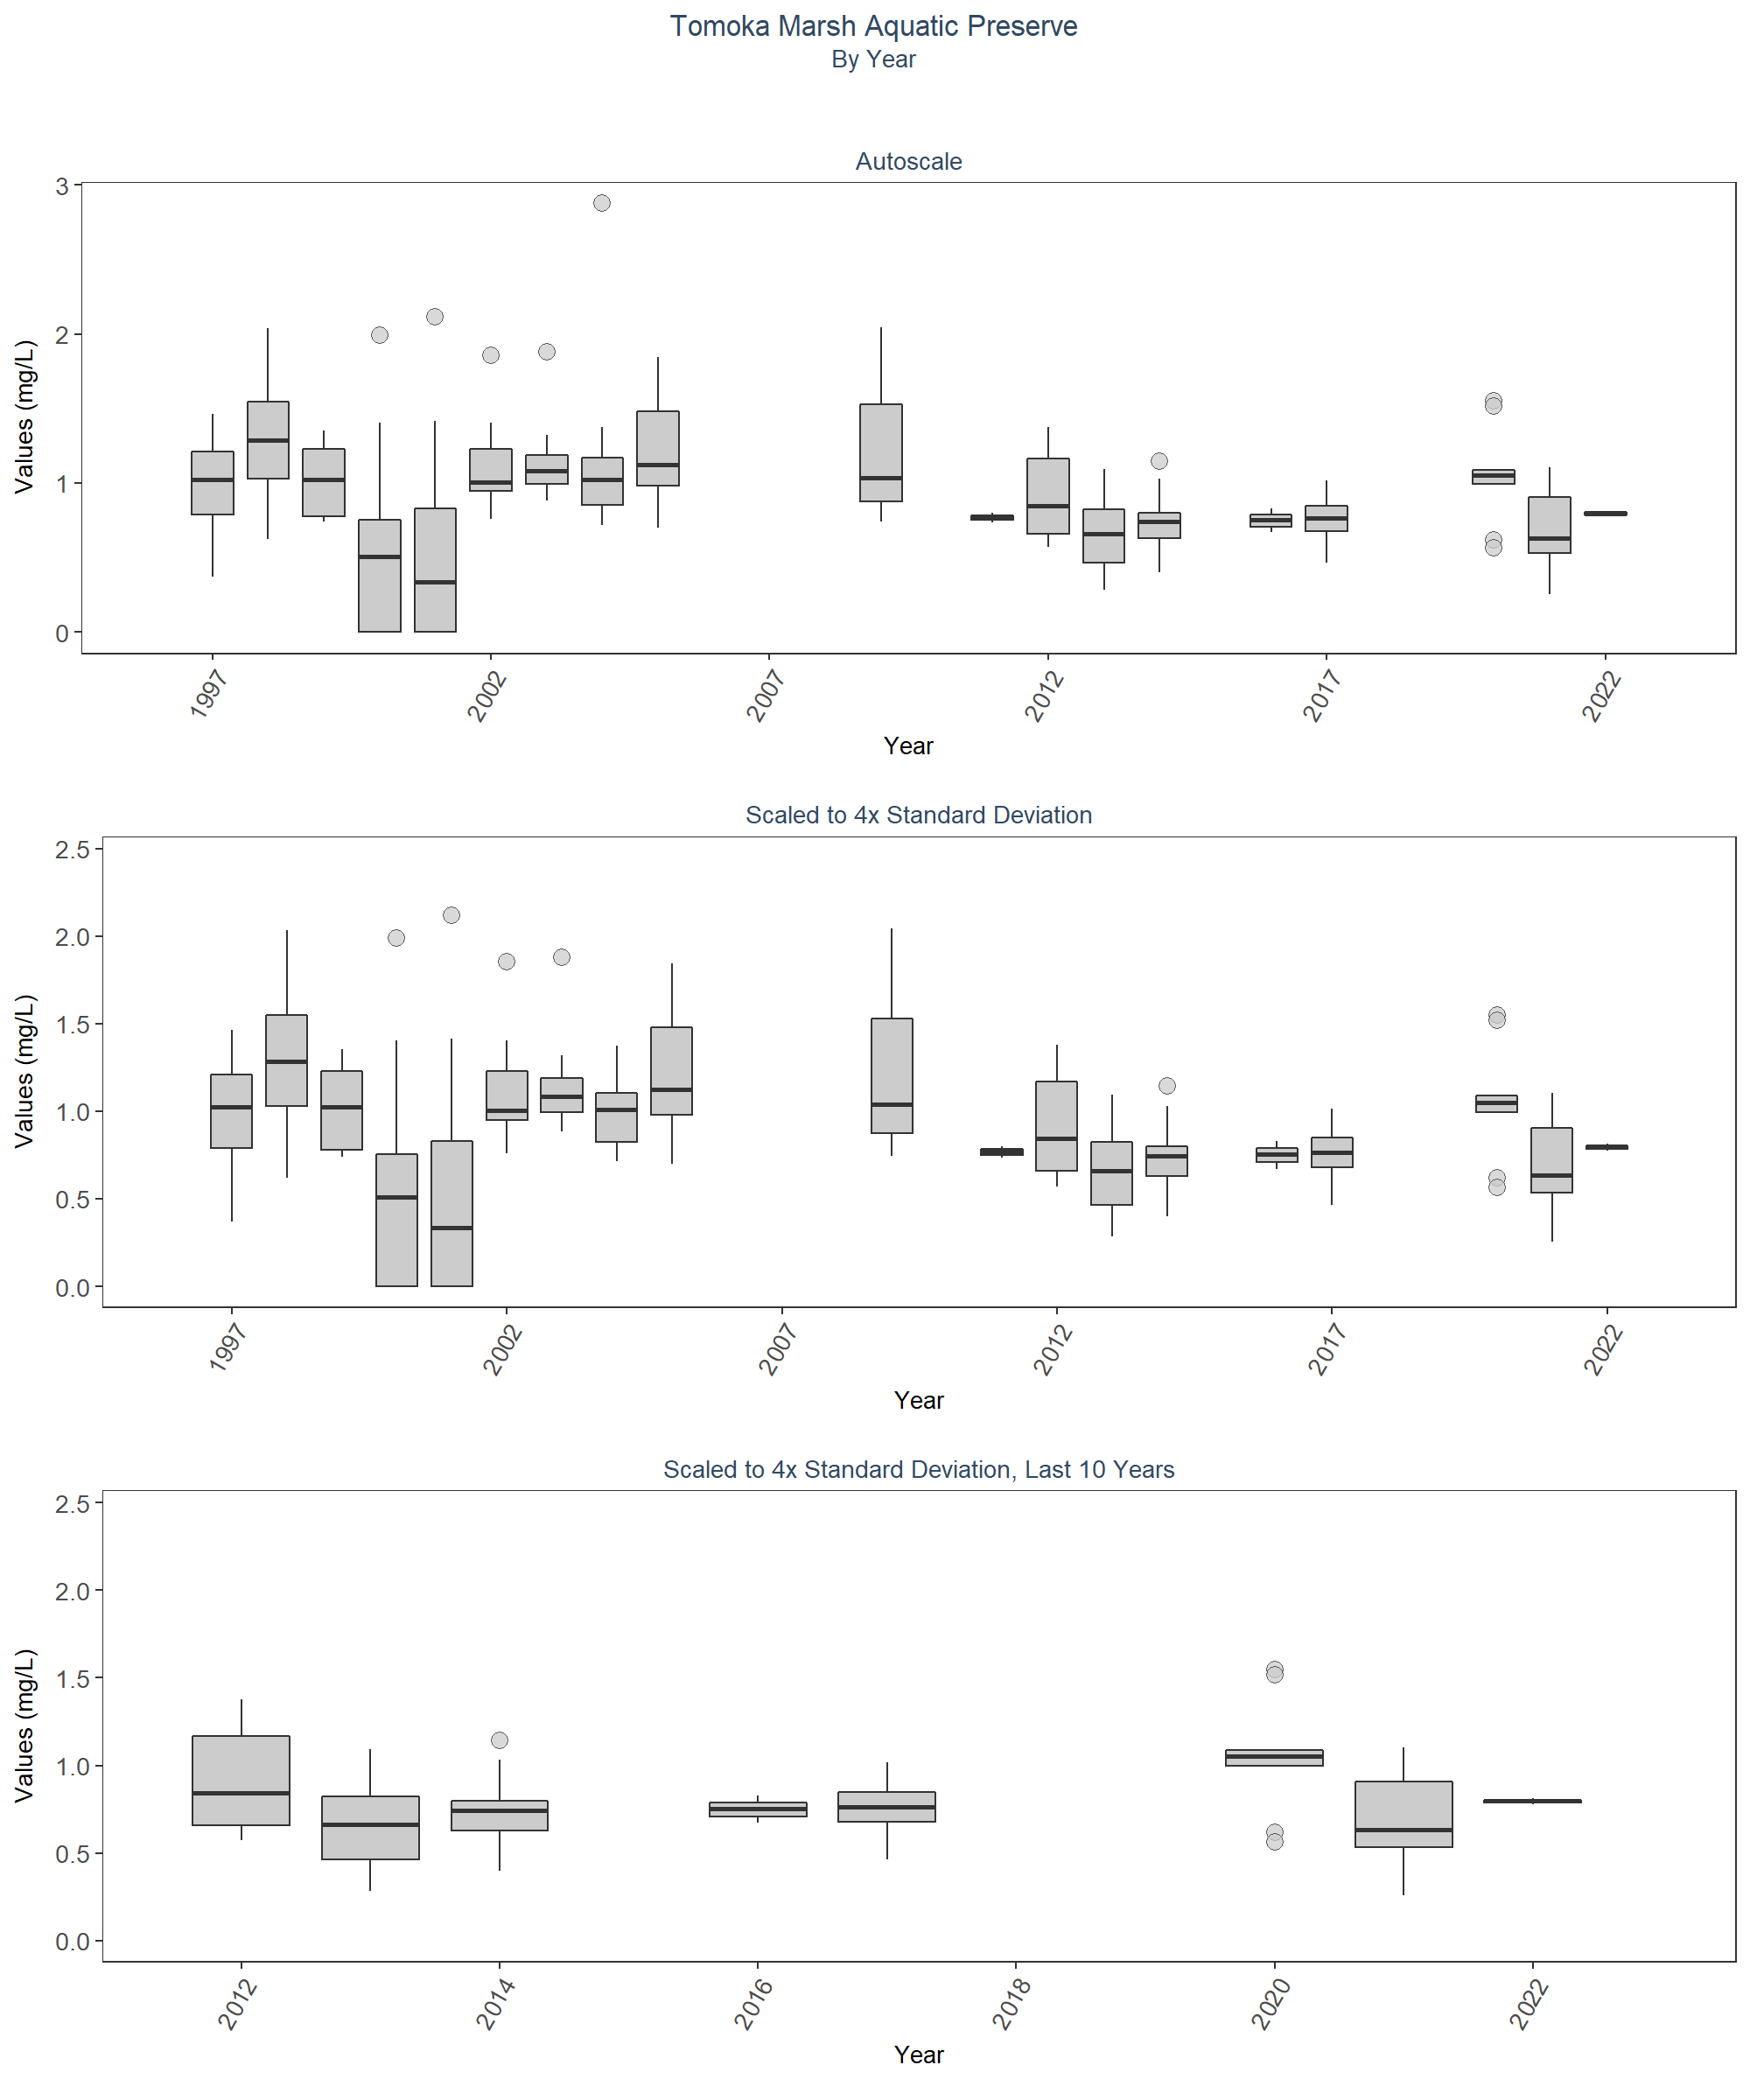 Tomoka Marsh Aquatic Preserve
By Year
Autoscale
3
2
1
0
Values (mg/L)
1997 2002 2007 2012 2017 2022
Year
Scaled to 4x Standard Deviation
2.5
2.0
1.5
1.0
0.5
0.0
Values (mg/L)
1997 2002 2007 2012 2017 2022
Year
Scaled to 4x Standard Deviation, Last 10 Years
2.5
2.0
1.5
1.0
0.5
0.0
Values (mg/L)
2012 2014 2016 2018 2020 2022
Year